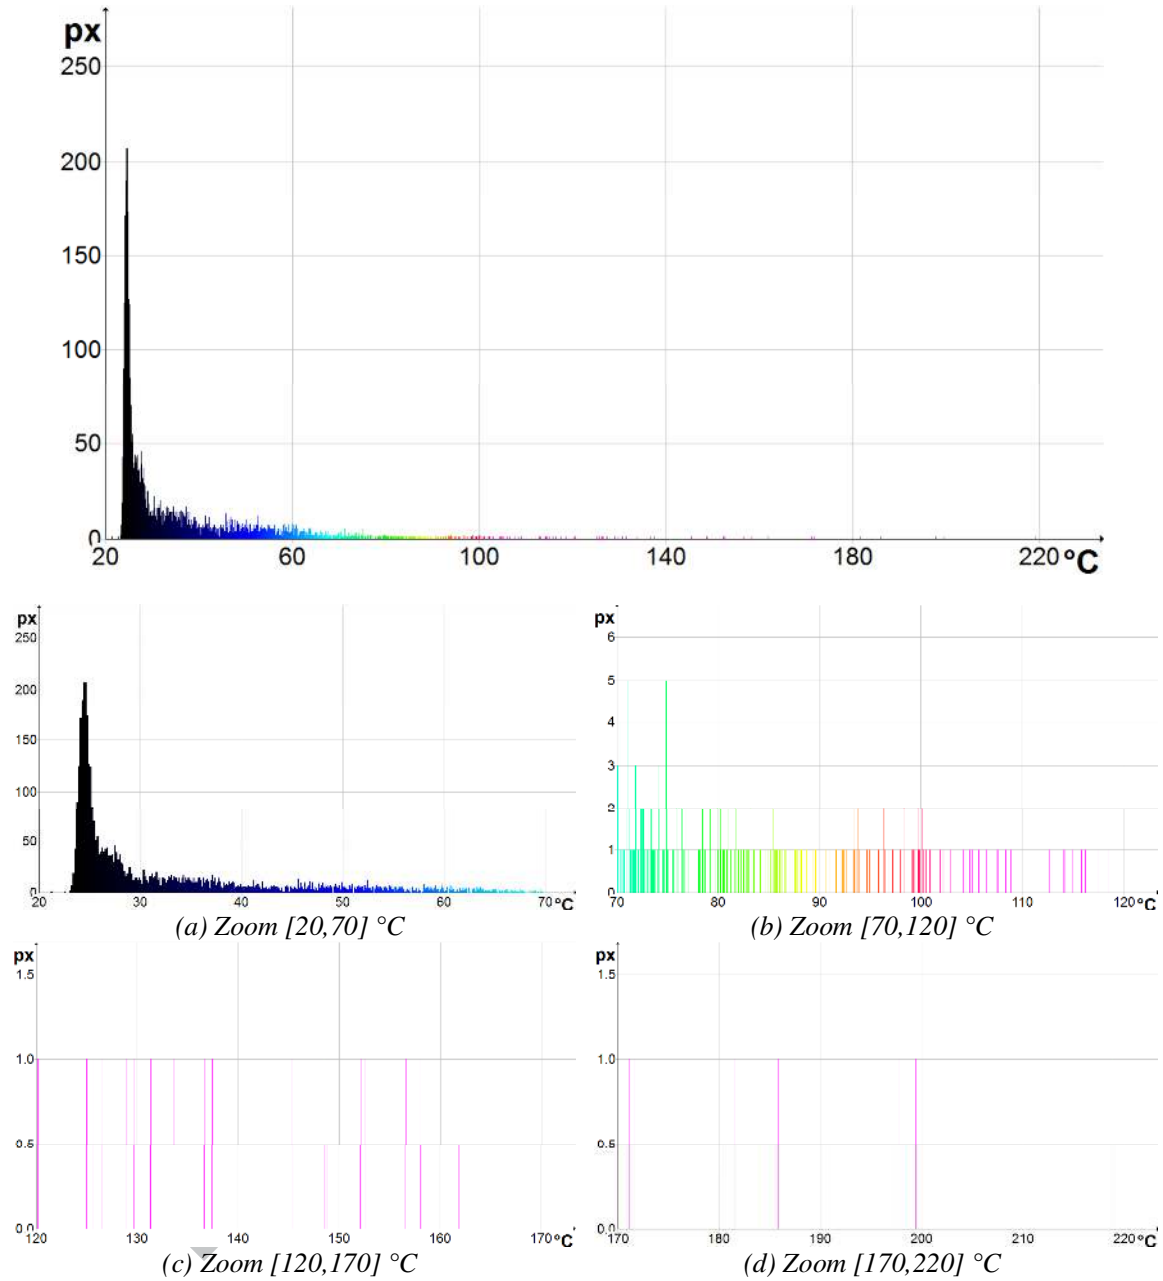 px
250
200
150
100
50
0
20 60 100 140 180 220 °C
px
250
200
150
100
50
0
20 30 40 50 60 70 °C
(a) Zoom [20,70] °C
px
6
5
4
3
2
1
0
70 80 90 100 110 120 °C
(b) Zoom [70,120] °C
px
1.5
1.0
0.5
0.0
120 130 140 150 160 170 °C
(c) Zoom [120,170] °C
px
1.5
1.0
0.5
0.0
170 180 190 200 210 220 °C
(d) Zoom [170,220] °C